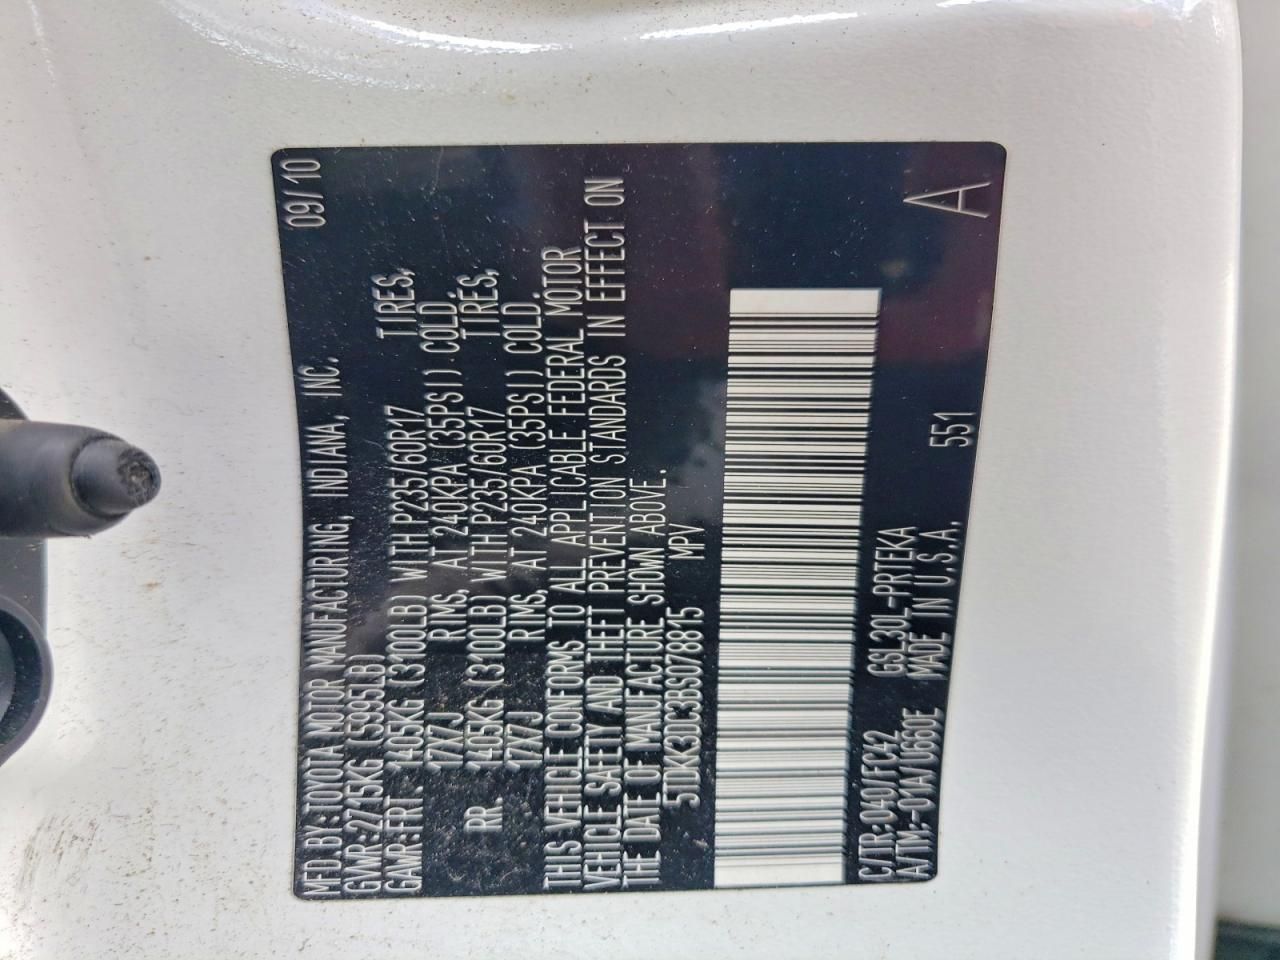 MFD BY:TOYOTA MOTOR MANUFACTURING, INDIANA, INC. 09/10
GVWR:2715KG (5995LB)
GAWR:FRT. 1405KG (3100LB) WITH P235/60R17 TIRES,
17X7J RIMS, AT 240KPA (35PSI) COLD.
RR. 1405KG (3100LB) WITH P235/60R17 TIRES,
17X7J RIMS, AT 240KPA (35PSI) COLD.
THIS VEHICLE CONFORMS TO ALL APPLICABLE FEDERAL MOTOR
VEHICLE SAFETY AND THEFT PREVENTION STANDARDS IN EFFECT ON
THE DATE OF MANUFACTURE SHOWN ABOVE.
5TDKK3DC3BS078815 MPV
C/TR:040/FC42 GSL30L-PRTEKA
A/TM:-01A/U660E MADE IN U.S.A. 551 A